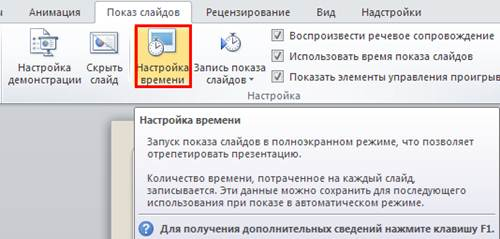 ы Анимация Показ слайдов Рецензирование Вид Надстройки
Настройка демонстрации
Скрыть слайд
Настройка времени
Запись показа слайдов
Воспроизвести речевое сопровождение
Использовать время показа слайдов
Показать элементы управления проигрыв
Настройка
Настройка времени
Запуск показа слайдов в полноэкранном режиме, что позволяет
отрепетировать презентацию.
Количество времени, потраченное на каждый слайд,
записывается. Эти данные можно сохранить для последующего
использования при показе в автоматическом режиме.
Для получения дополнительных сведений нажмите клавишу F1.